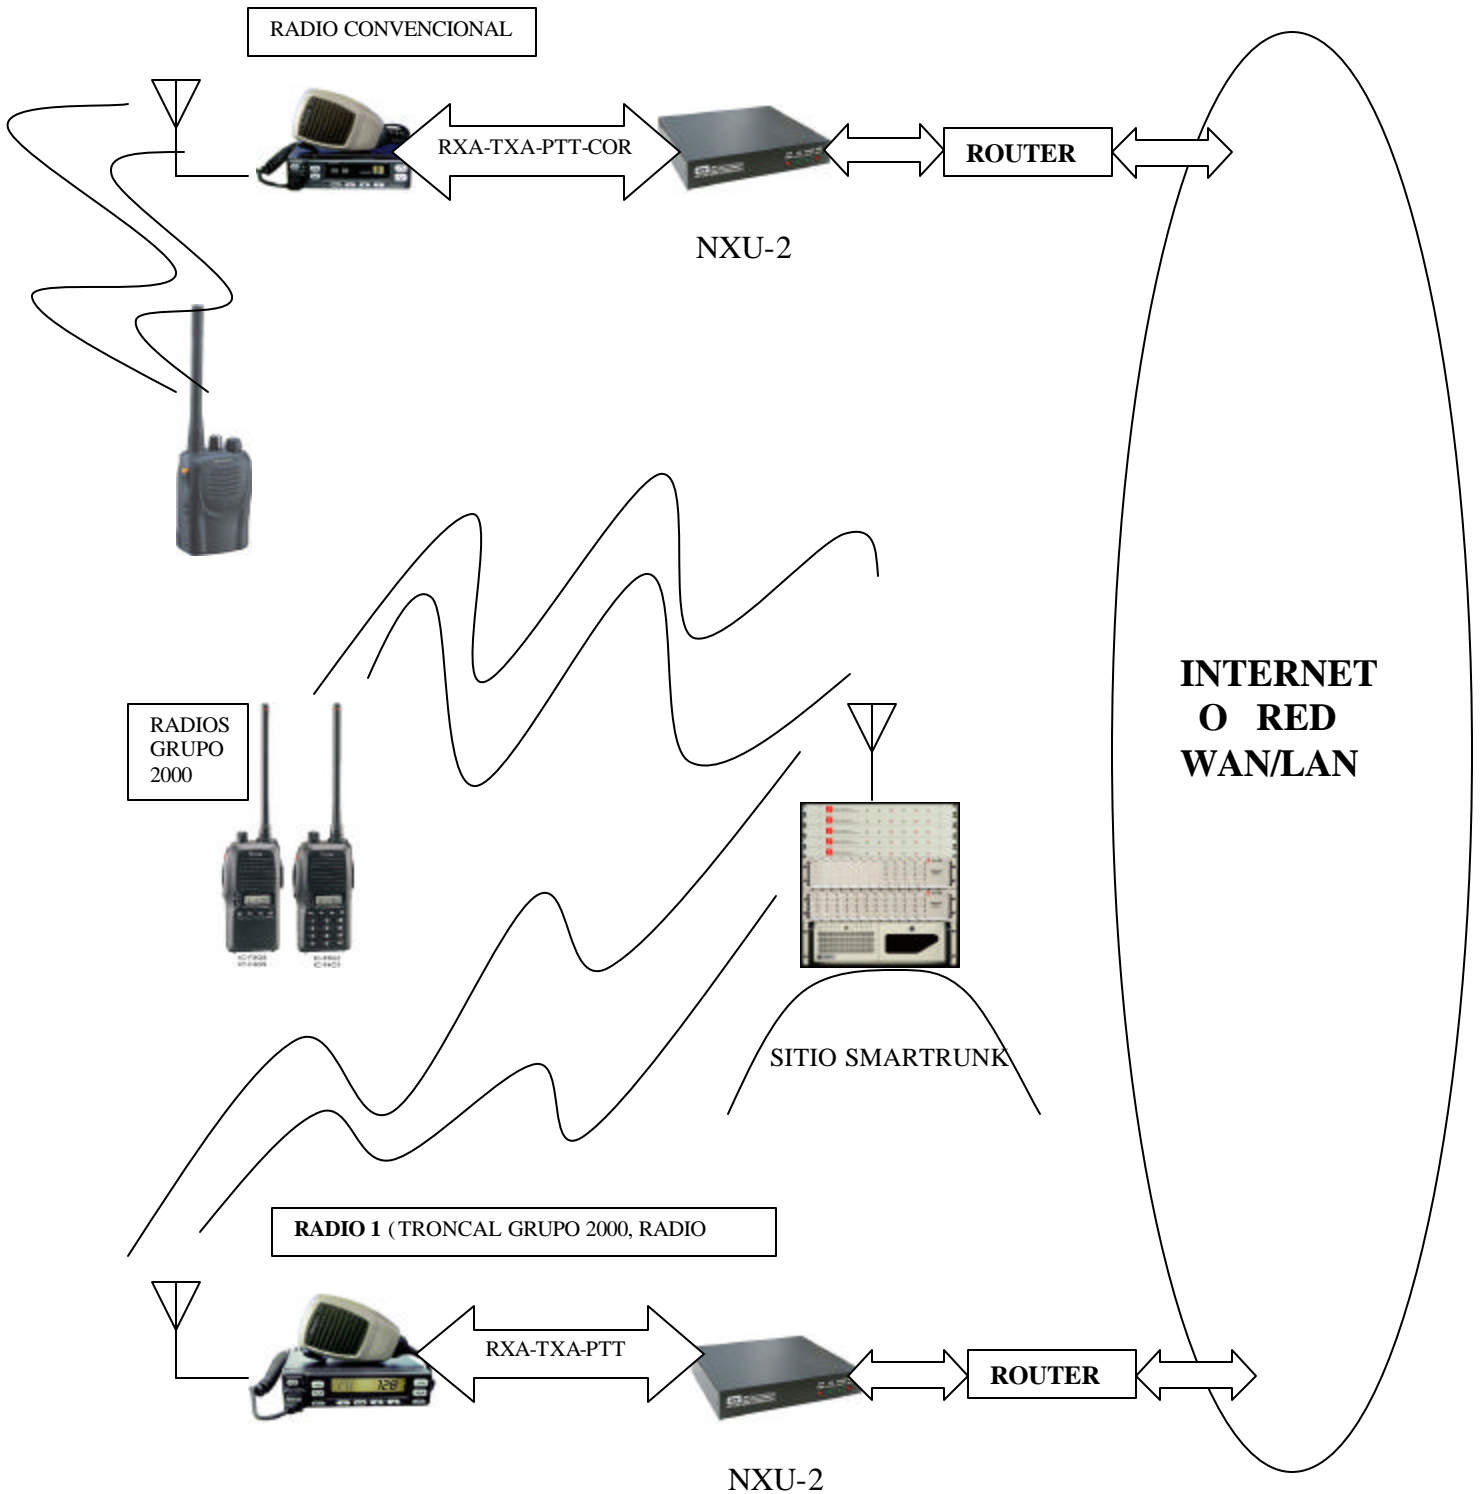 RADIO CONVENCIONAL
RXA-TXA-PTT-COR
ROUTER
NXU-2
RADIOS
GRUPO
2000
INTERNET
O RED
WAN/LAN
SITIO SMARTRUNK
RADIO 1 ( TRONCAL GRUPO 2000, RADIO
RXA-TXA-PTT
128
ROUTER
NXU-2